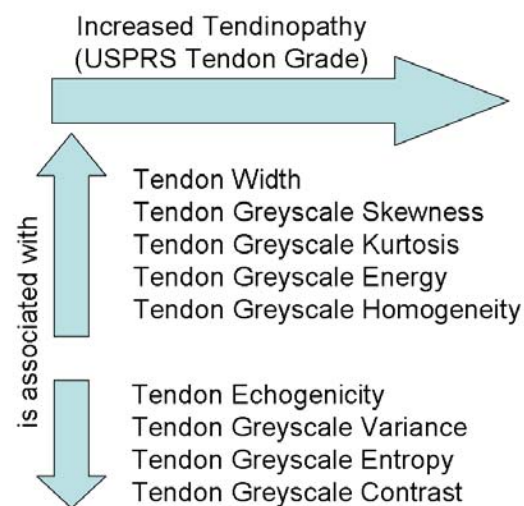 Increased Tendinopathy
(USPRS Tendon Grade)
is associated with
Tendon Width
Tendon Greyscale Skewness
Tendon Greyscale Kurtosis
Tendon Greyscale Energy
Tendon Greyscale Homogeneity
Tendon Echogenicity
Tendon Greyscale Variance
Tendon Greyscale Entropy
Tendon Greyscale Contrast